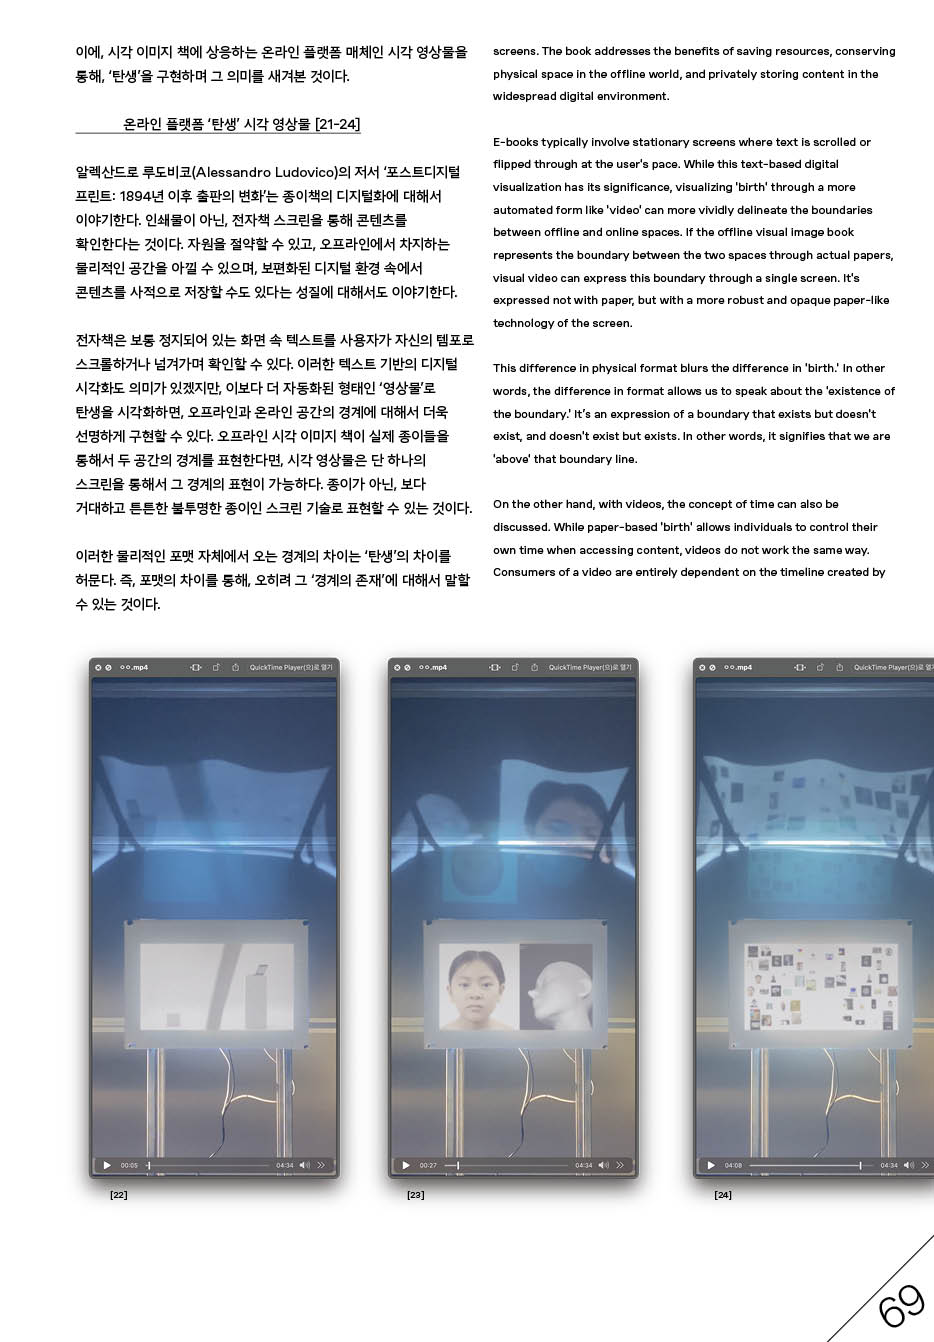 이에, 시각 이미지 책에 상응하는 온라인 플랫폼 매체인 시각 영상물을
통해, ‘탄생’을 구현하며 그 의미를 새겨본 것이다.
온라인 플랫폼 ‘탄생’ 시각 영상물 [21-24]
알렉산드로 루도비코(Alessandro Ludovico)의 저서 ‘포스트디지털
프린트: 1894년 이후 출판의 변화’는 종이책의 디지털화에 대해서
이야기한다. 인쇄물이 아닌, 전자책 스크린을 통해 콘텐츠를
확인한다는 것이다. 자원을 절약할 수 있고, 오프라인에서 차지하는
물리적인 공간을 아낄 수 있으며, 보편화된 디지털 환경 속에서
콘텐츠를 사적으로 저장할 수도 있다는 성질에 대해서도 이야기한다.
전자책은 보통 정지되어 있는 화면 속 텍스트를 사용자가 자신의 템포로
스크롤하거나 넘겨가며 확인할 수 있다. 이러한 텍스트 기반의 디지털
시각화도 의미가 있겠지만, 이보다 더 자동화된 형태인 ‘영상물’로
탄생을 시각화하면, 오프라인과 온라인 공간의 경계에 대해서 더욱
선명하게 구현할 수 있다. 오프라인 시각 이미지 책이 실제 종이들을
통해서 두 공간의 경계를 표현한다면, 시각 영상물은 단 하나의
스크린을 통해서 그 경계의 표현이 가능하다. 종이가 아닌, 보다
거대하고 튼튼한 불투명한 종이인 스크린 기술로 표현할 수 있는 것이다.
이러한 물리적인 포맷 자체에서 오는 경계의 차이는 ‘탄생’의 차이를
허문다. 즉, 포맷의 차이를 통해, 오히려 그 ‘경계의 존재’에 대해서 말할
수 있는 것이다.
screens. The book addresses the benefits of saving resources, conserving
physical space in the offline world, and privately storing content in the
widespread digital environment.
E-books typically involve stationary screens where text is scrolled or
flipped through at the user's pace. While this text-based digital
visualization has its significance, visualizing 'birth' through a more
automated form like 'video' can more vividly delineate the boundaries
between offline and online spaces. If the offline visual image book
represents the boundary between the two spaces through actual papers,
visual video can express this boundary through a single screen. It's
expressed not with paper, but with a more robust and opaque paper-like
technology of the screen.
This difference in physical format blurs the difference in 'birth.' In other
words, the difference in format allows us to speak about the 'existence of
the boundary.' It's an expression of a boundary that exists but doesn't
exist, and doesn't exist but exists. In other words, it signifies that we are
'above' that boundary line.
On the other hand, with videos, the concept of time can also be
discussed. While paper-based 'birth' allows individuals to control their
own time when accessing content, videos do not work the same way.
Consumers of a video are entirely dependent on the timeline created by
ㅇㅇ.mp4 QuickTime Player(으)로 열기
00:05 04:34
[22]
ㅇㅇ.mp4 QuickTime Player(으)로 열기
00:27 04:34
[23]
ㅇㅇ.mp4 QuickTime Player(으)로 열
04:08 04:34
[24]
69